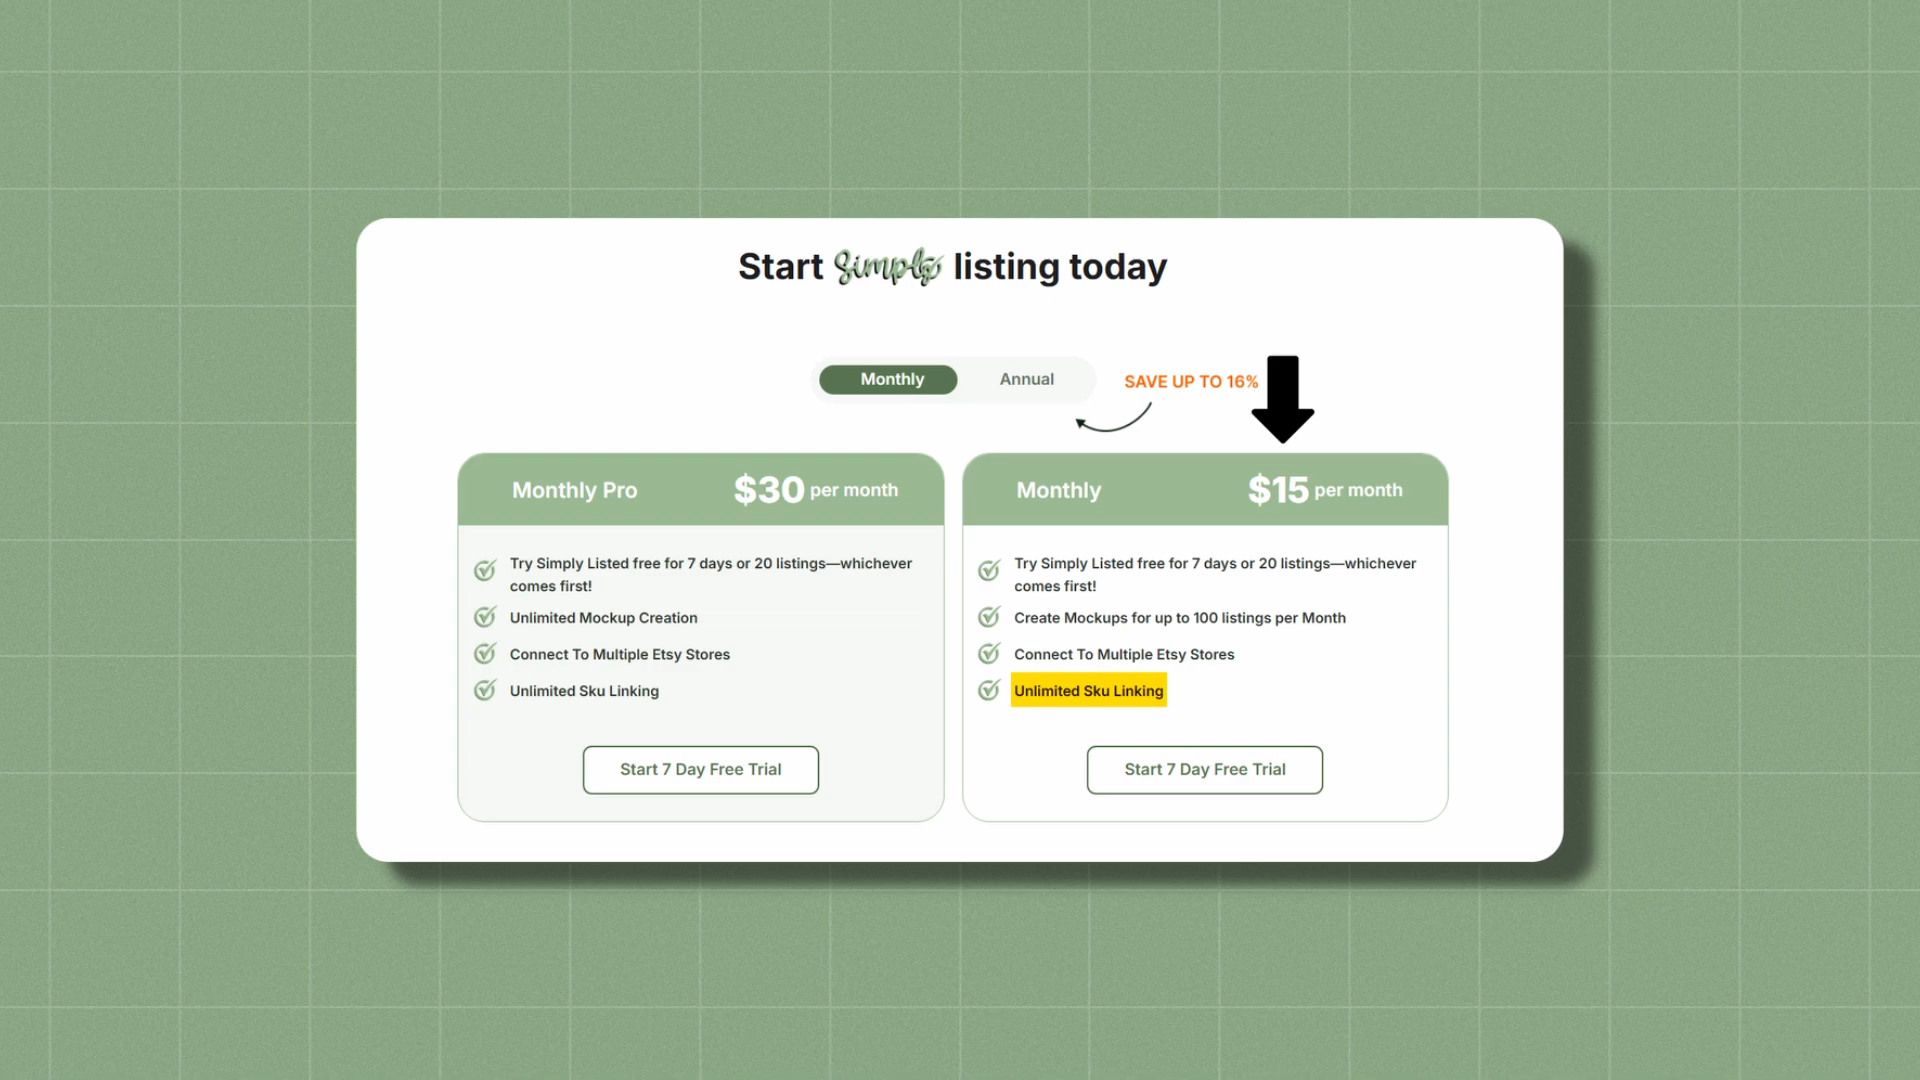 Start Simply listing today
Monthly Annual SAVE UP TO 16%
Monthly Pro $30 per month
Try Simply Listed free for 7 days or 20 listings—whichever
comes first!
Unlimited Mockup Creation
Connect To Multiple Etsy Stores
Unlimited Sku Linking
Start 7 Day Free Trial
Monthly $15 per month
Try Simply Listed free for 7 days or 20 listings—whichever
comes first!
Create Mockups for up to 100 listings per Month
Connect To Multiple Etsy Stores
Unlimited Sku Linking
Start 7 Day Free Trial